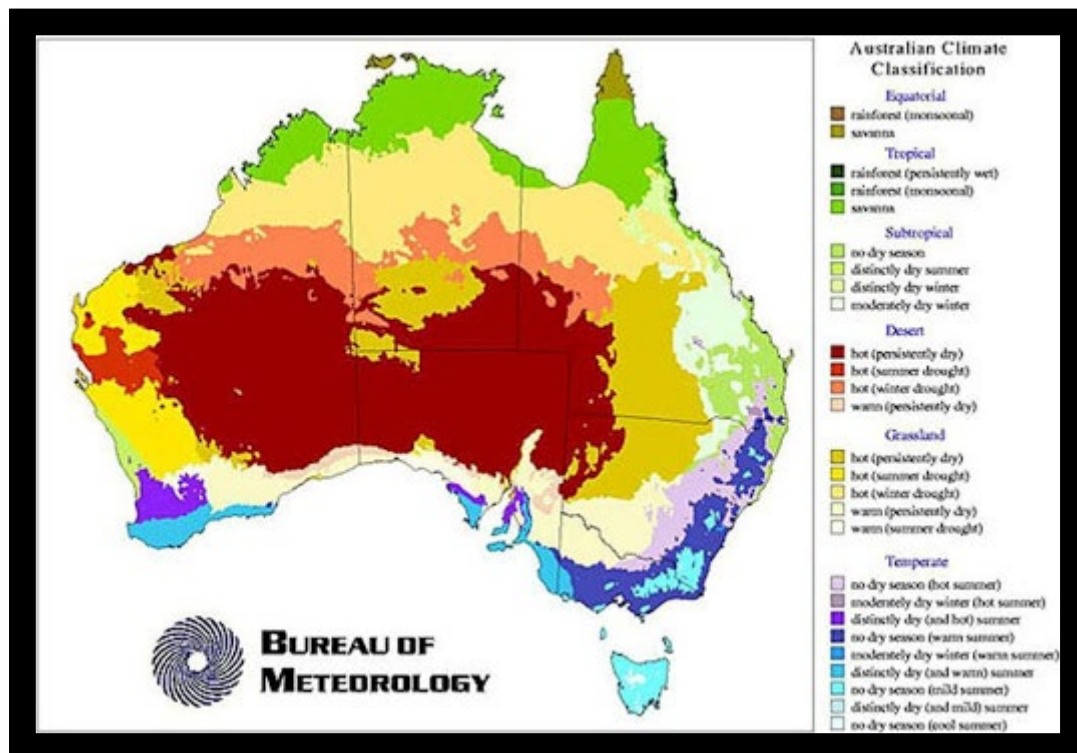 Australian Climate
Classification
Equatorial
rainforest (monsoonal)
savanna
Tropical
rainforest (persistently wet)
rainforest (monsoonal)
savanna
Subtropical
no dry season
distinctly dry summer
distinctly dry winter
moderately dry winter
Desert
hot (persistently dry)
hot (summer drought)
hot (winter drought)
warm (persistently dry)
Grassland
hot (persistently dry)
hot (summer drought)
hot (winter drought)
warm (persistently dry)
warm (summer drought)
Temperate
no dry season (hot summer)
moderately dry winter (hot summer)
distinctly dry (and hot) summer
no dry season (warm summer)
moderately dry winter (warm summer)
distinctly dry (and warm) summer
no dry season (mild summer)
distinctly dry (and mild) summer
no dry season (cool summer)
BUREAU OF
METEOROLOGY